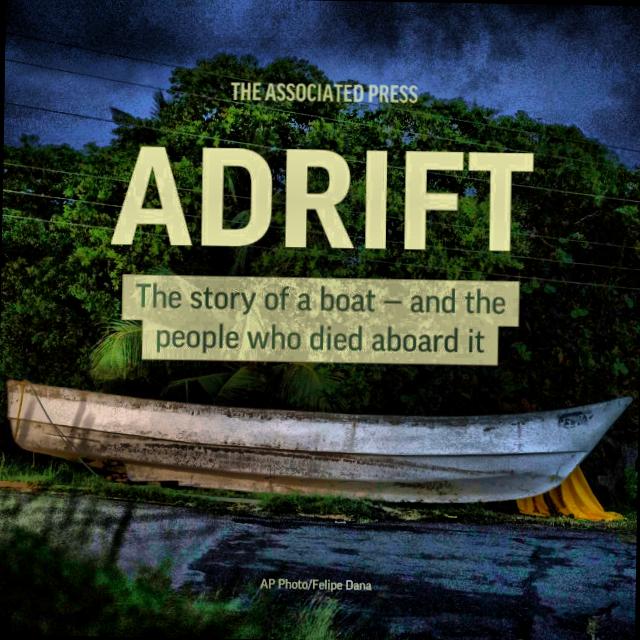 THE ASSOCIATED PRESS
ADRIFT
The story of a boat – and the
people who died aboard it
AP Photo/Felipe Dana